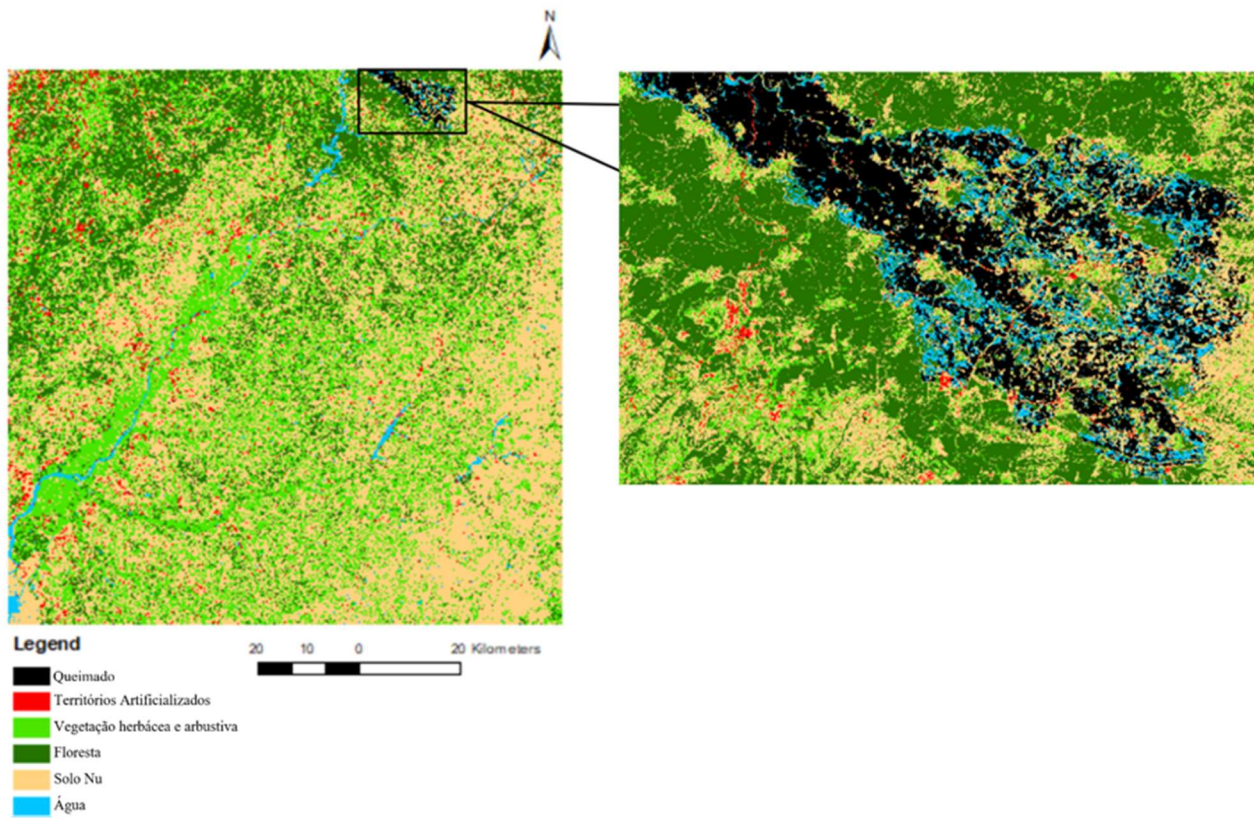 N
Legend
20 10 0 20 Kilometers
Queimado
Territórios Artificializados
Vegetação herbácea e arbustiva
Floresta
Solo Nu
Água